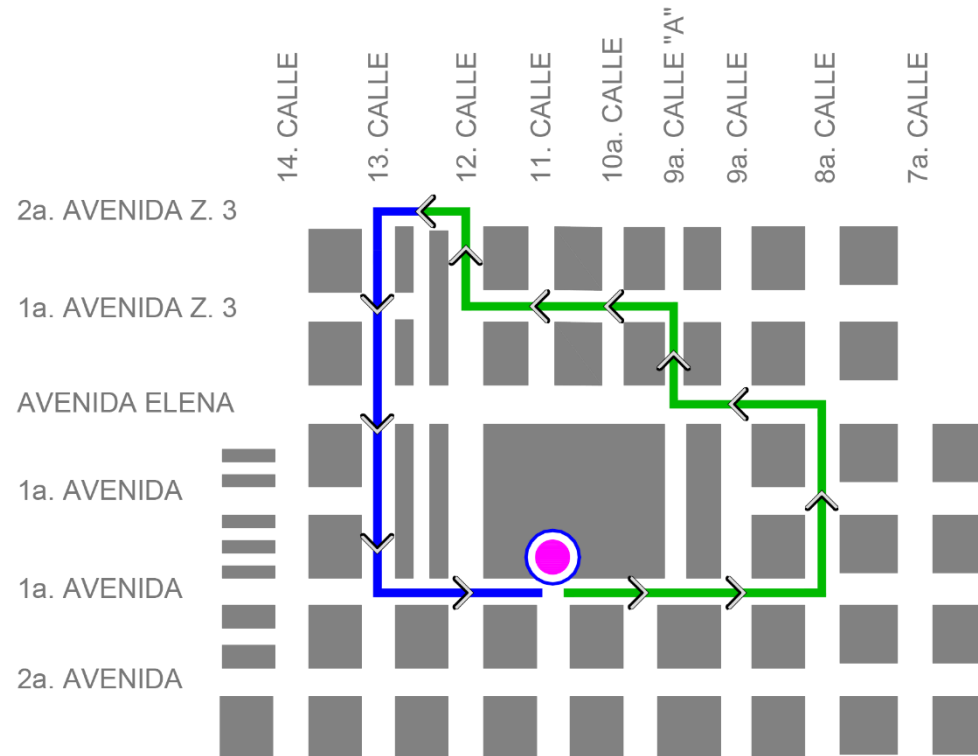 14. CALLE
13. CALLE
12. CALLE
11. CALLE
10a. CALLE
9a. CALLE "A"
9a. CALLE
8a. CALLE
7a. CALLE
2a. AVENIDA Z. 3
1a. AVENIDA Z. 3
AVENIDA ELENA
1a. AVENIDA
1a. AVENIDA
2a. AVENIDA